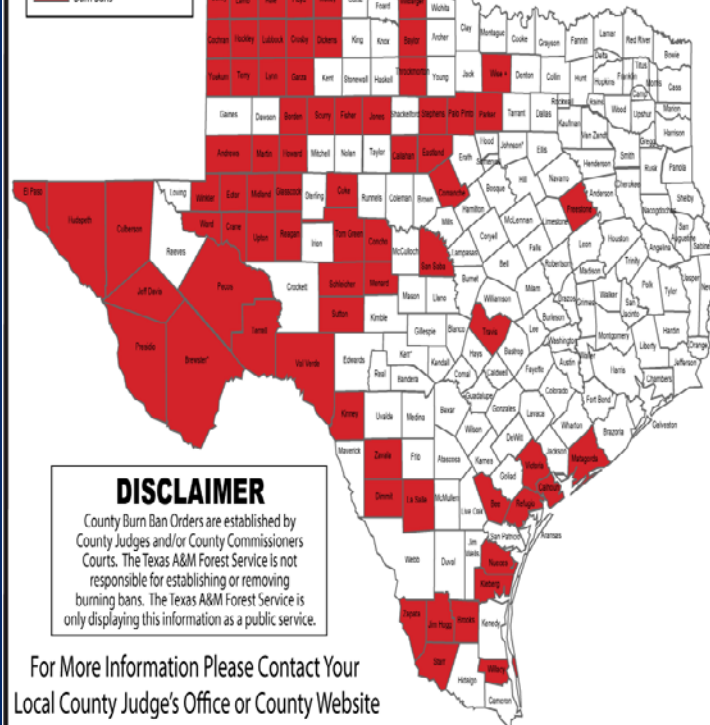 Foard
Wichita
Cochran Hockley Lubbock Crosby Dickens King Knox Baylor Archer Clay Montague Cooke Grayson Fannin Lamar Red River Bowie
Delta Titus
Yoakum Terry Lynn Garza Kent Stonewall Haskell Throckmorton Young Jack Wise + Denton Collin Hunt Hopkins Franklin Morris Cass
Camp
Gaines Dawson Borden Scurry Fisher Jones Shackelford Stephens Palo Pinto Parker Tarrant Dallas Rockwall Rains Wood Upshur Marion
Kaufman Van Zandt Gregg Harrison
Andrews Martin Howard Mitchell Nolan Taylor Callahan Eastland Erath Hood Johnson* Ellis Henderson Smith Rusk Panola
Somervell
El Paso Hudspeth Culberson Loving Winkler Ector Midland Glasscock Sterling Coke Runnels Coleman Brown Comanche Bosque Hill Navarro Freestone Anderson Cherokee Nacogdoches Shelby
Hamilton McLennan Limestone San Augustine
Reeves Ward Crane Upton Reagan Irion Tom Green Concho McCulloch San Saba Mills Lampasas Coryell Falls Leon Houston Angelina Sabine
Bell Robertson Madison Trinity
Jeff Davis Pecos Crockett Schleicher Menard Mason Llano Burnet Milam Walker Polk Tyler Jasper
Williamson Brazos Grimes San Jacinto
Presidio Brewster* Terrell Sutton Kimble Gillespie Blanco Travis Lee Burleson Washington Montgomery Liberty Hardin Orange
Val Verde Edwards Kerr* Kendall Hays Bastrop Austin Waller Harris Jefferson
Real Bandera Comal Caldwell Fayette Chambers
Kinney Uvalde Medina Bexar Guadalupe Gonzales Lavaca Colorado Fort Bend Galveston
Wilson DeWitt Wharton Brazoria
Maverick Zavala Frio Atascosa Karnes Victoria Jackson Matagorda
Goliad Calhoun
Dimmit La Salle McMullen Live Oak Bee Refugio
San Patricio Aransas
Webb Duval Jim Wells Nueces
Kleberg
Zapata Jim Hogg Brooks Kenedy
Starr Hidalgo Willacy
Cameron
DISCLAIMER
County Burn Ban Orders are established by
County Judges and/or County Commissioners
Courts. The Texas A&M Forest Service is not
responsible for establishing or removing
burning bans. The Texas A&M Forest Service is
only displaying this information as a public service.
For More Information Please Contact Your
Local County Judge's Office or County Website